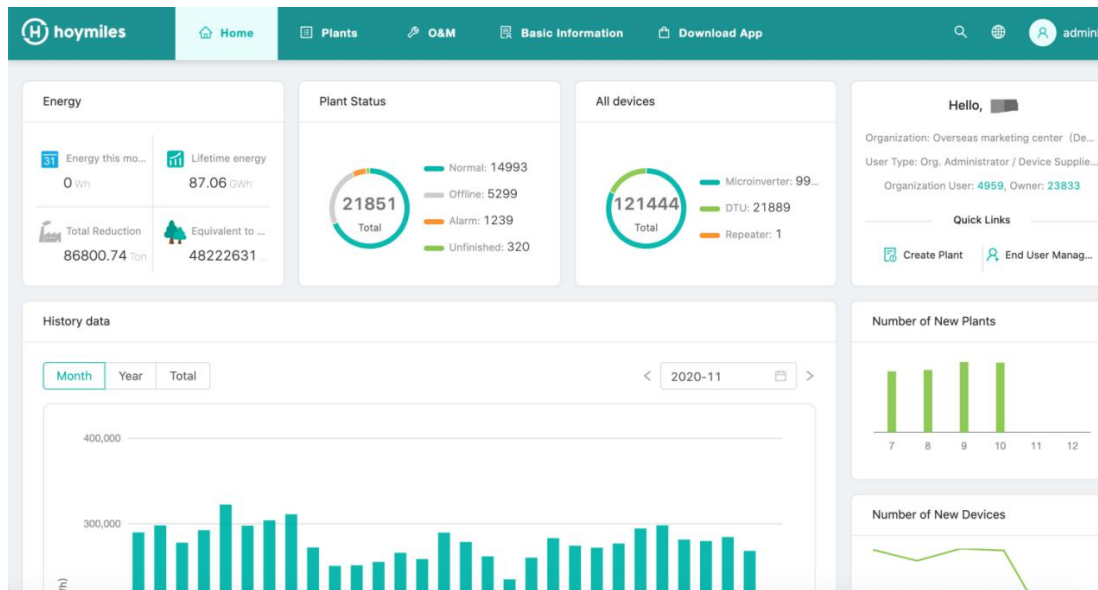 hoymiles
Home
Plants
O&M
Basic Information
Download App
admin
Energy
31
Energy this mo...
0 Wh
Lifetime energy
87.06 GWh
Total Reduction
86800.74 Ton
Equivalent to ...
48222631 ...
Plant Status
21851
Total
Normal: 14993
Offline: 5299
Alarm: 1239
Unfinished: 320
All devices
121444
Total
Microinverter: 99...
DTU: 21889
Repeater: 1
Hello,
Organization: Overseas marketing center (De...
User Type: Org. Administrator / Device Supplie...
Organization User: 4959, Owner: 23833
Quick Links
Create Plant
End User Manag...
History data
Month Year Total
< 2020-11 >
400,000
300,000
Number of New Plants
7 8 9 10 11 12
Number of New Devices